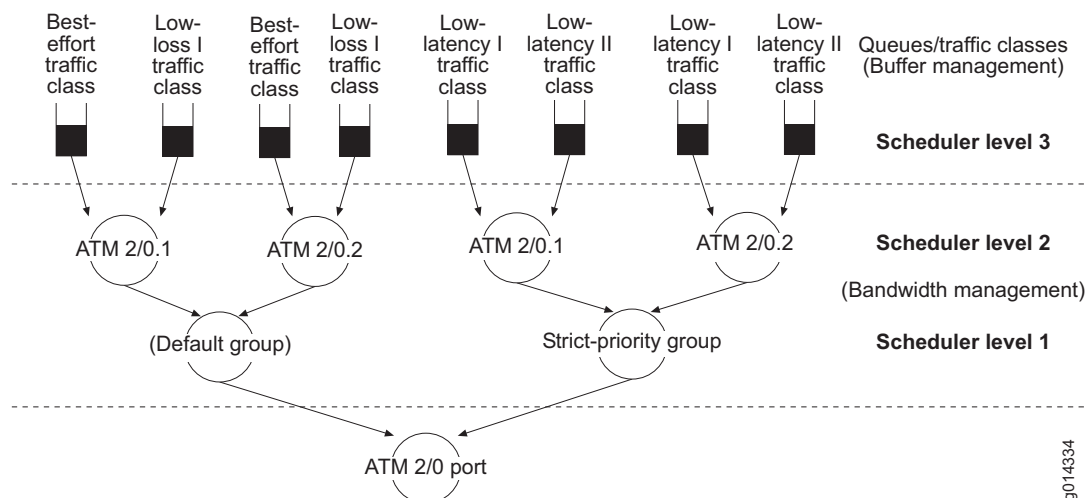 Best-
effort
traffic
class
Low-
loss I
traffic
class
Best-
effort
traffic
class
Low-
loss I
traffic
class
Low-
latency I
traffic
class
Low-
latency II
traffic
class
Low-
latency I
traffic
class
Low-
latency II
traffic
class
Queues/traffic classes
(Buffer management)
Scheduler level 3
ATM 2/0.1
ATM 2/0.2
ATM 2/0.1
ATM 2/0.2
Scheduler level 2
(Bandwidth management)
(Default group)
Strict-priority group
Scheduler level 1
ATM 2/0 port
g014334